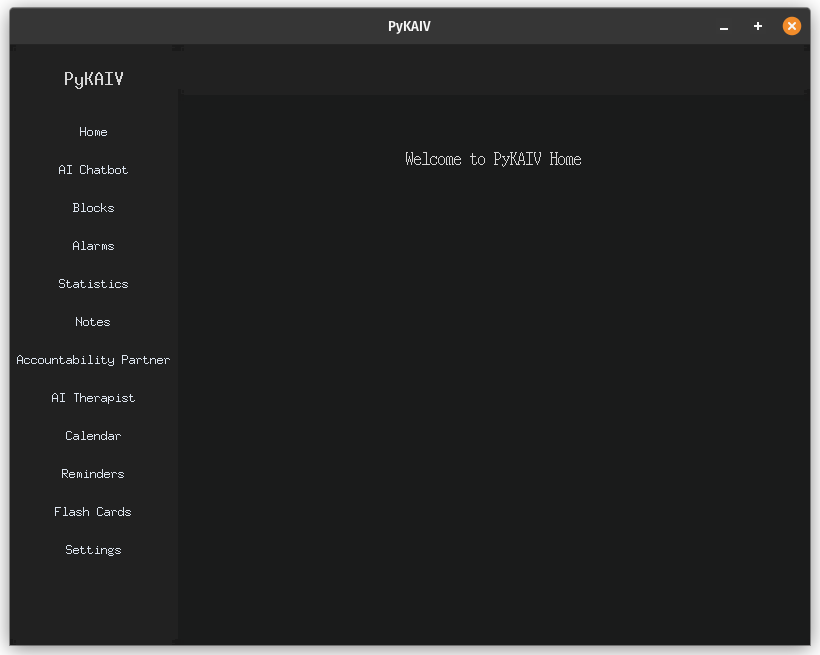 PyKAIV
PyKAIV
Home
AI Chatbot
Blocks
Alarms
Statistics
Notes
Accountability Partner
AI Therapist
Calendar
Reminders
Flash Cards
Settings
Welcome to PyKAIV Home